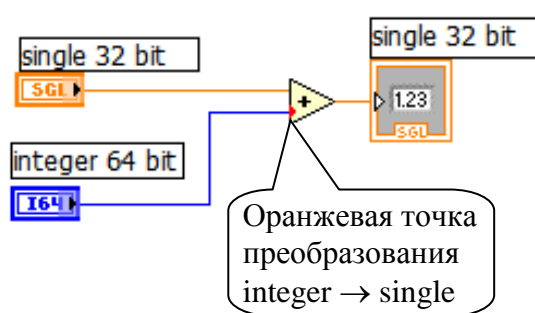 single 32 bit
SGL
integer 64 bit
I64
+
single 32 bit
1.23
SGL
Оранжевая точка
преобразования
integer → single